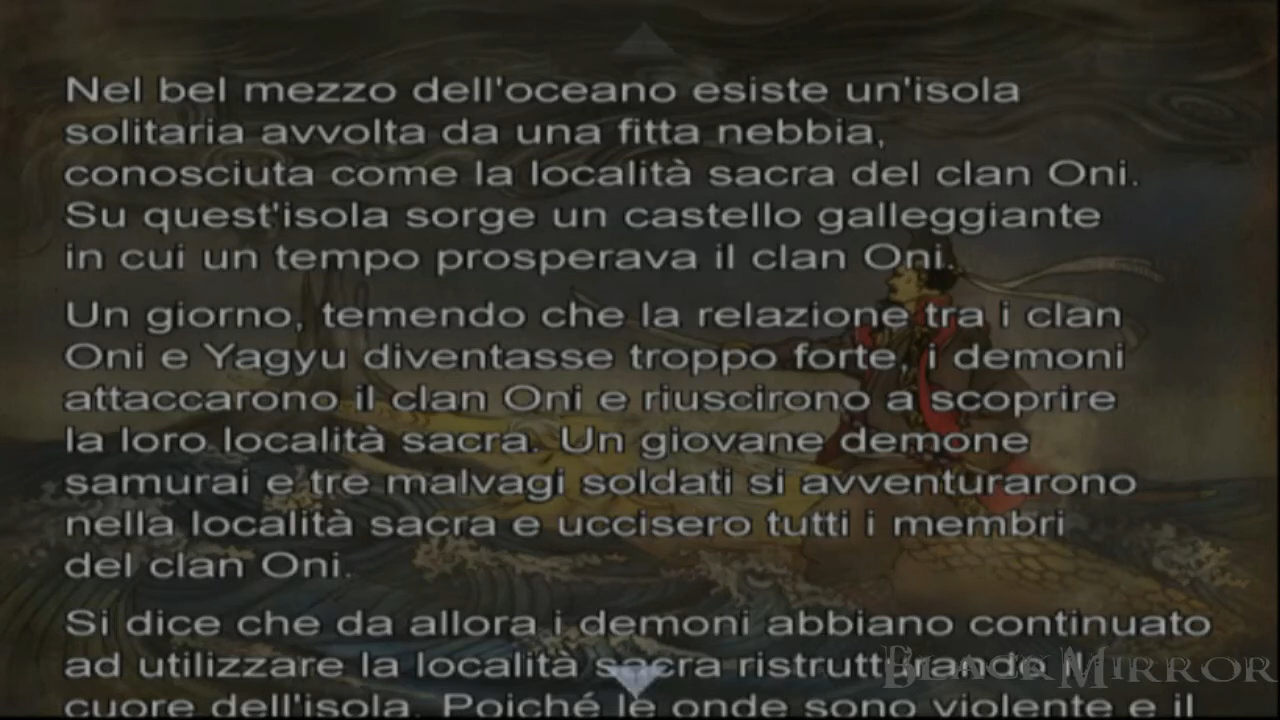 Nel bel mezzo dell'oceano esiste un'isola
solitaria avvolta da una fitta nebbia,
conosciuta come la località sacra del clan Oni.
Su quest'isola sorge un castello galleggiante
in cui un tempo prosperava il clan Oni.
Un giorno, temendo che la relazione tra i clan
Oni e Yagyu diventasse troppo forte, i demoni
attaccarono il clan Oni e riuscirono a scoprire
la loro località sacra. Un giovane demone
samurai e tre malvagi soldati si avventurarono
nella località sacra e uccisero tutti i membri
del clan Oni.
Si dice che da allora i demoni abbiano continuato
ad utilizzare la località sacra ristrutturando il
cuore dell'isola. Poiché le onde sono violente e il
BlackMirror